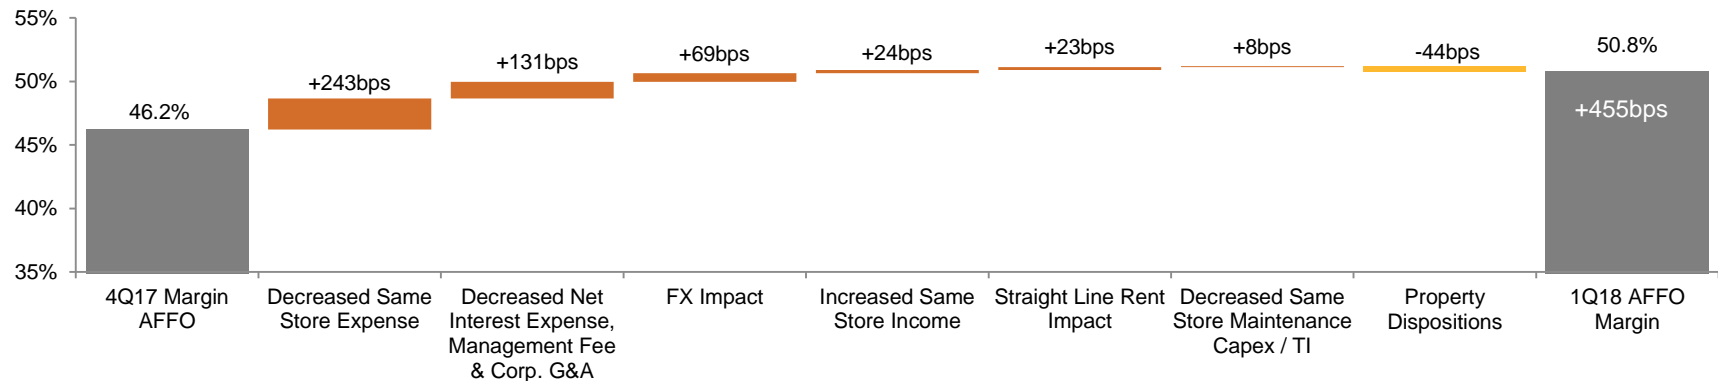 55%
50%
45%
40%
35%
46.2%
+243bps
+131bps
+69bps
+24bps
+23bps
+8bps
-44bps
50.8%
+455bps
4Q17 Margin
AFFO
Decreased Same
Store Expense
Decreased Net
Interest Expense,
Management Fee
& Corp. G&A
FX Impact
Increased Same
Store Income
Straight Line Rent
Impact
Decreased Same
Store Maintenance
Capex / TI
Property
Dispositions
1Q18 AFFO
Margin